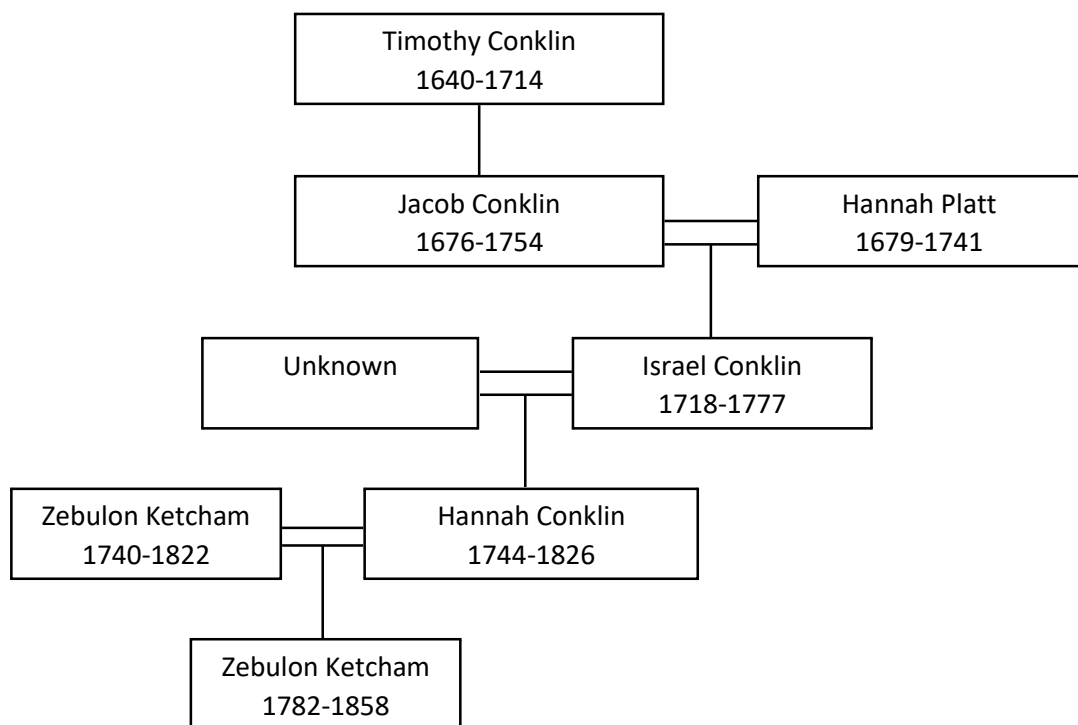 Timothy Conklin
1640-1714
Jacob Conklin
1676-1754
Hannah Platt
1679-1741
Unknown
Israel Conklin
1718-1777
Zebulon Ketcham
1740-1822
Hannah Conklin
1744-1826
Zebulon Ketcham
1782-1858